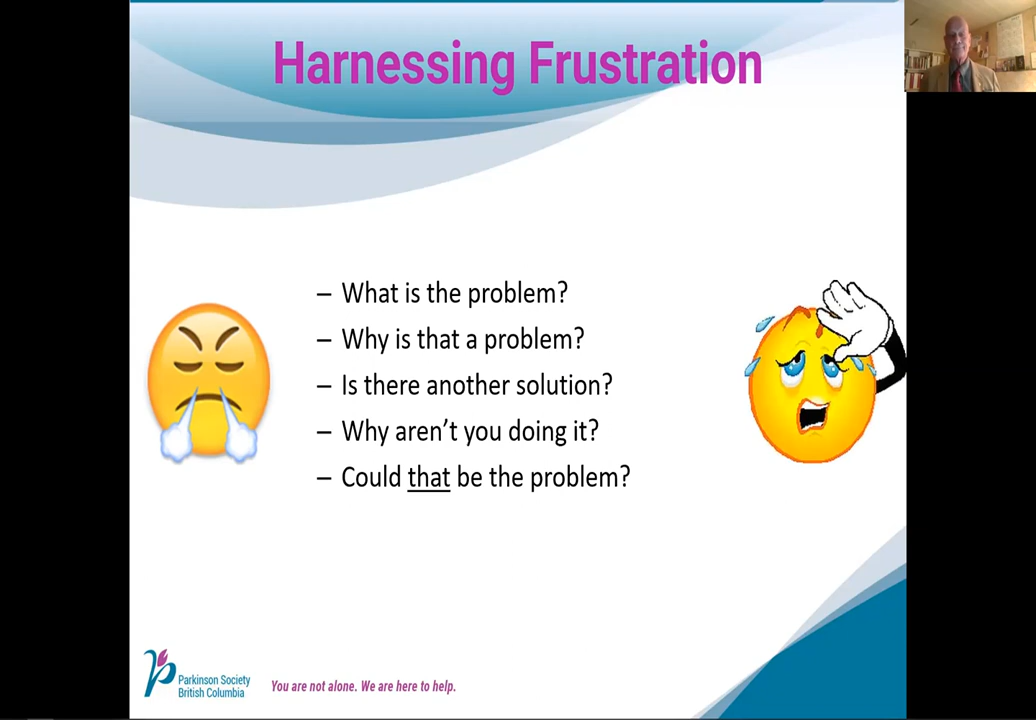 Harnessing Frustration
– What is the problem?
– Why is that a problem?
– Is there another solution?
– Why aren't you doing it?
– Could that be the problem?
Parkinson Society
British Columbia
You are not alone. We are here to help.